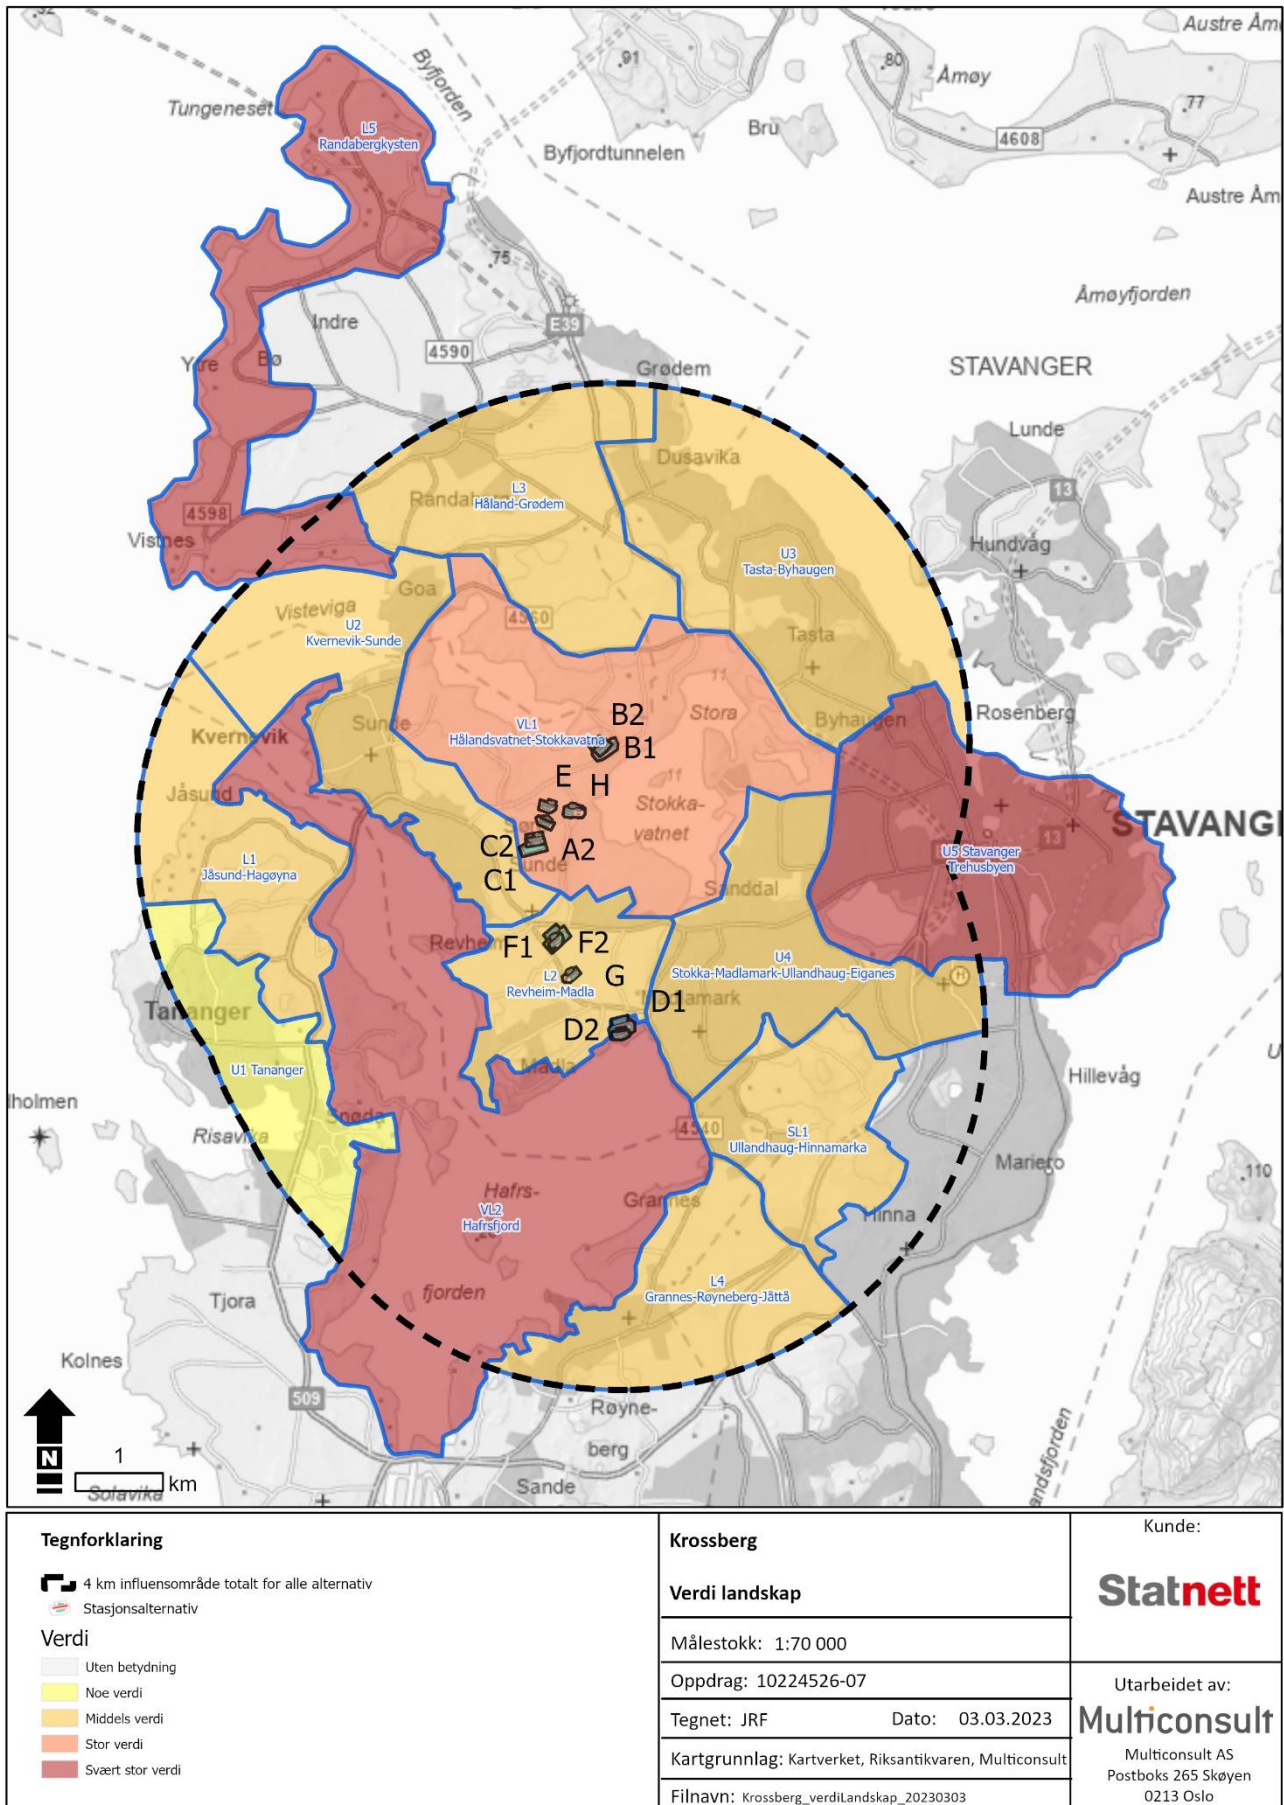 Austre Åm
Byfjorden
91
80
Åmøy
Tungeneset
77
L5
Randabergkysten
Bru
4608
Byfjordtunnelen
Austre Åm
75
Åmøyfjorden
Indre
E39
4590
Ytre
Bø
Grødem
STAVANGER
Lunde
Dusavika
13
L3
Håland-Grødem
4598
Vistnes
Hundvåg
U3
Tasta-Byhaugen
Goa
Visteviga
4560
U2
Kvernevik-Sunde
Tasta
11
Stora
Rosenberg
Byhaugen
B2
VL1
Hålandsvatnet-Stokkavatna
Sunde
Kvernevik
B1
11
E
H
Jåsund
Stokka-
vatnet
STAVANGE
13
C2
A2
Sunde
U5 Stavanger
Trehusbyen
L1
Jåsund-Hagøyna
C1
Sanddal
Revheim
F1
F2
U4
Stokka-Madlamark-Ullandhaug-Eiganes
H
L2
Revheim-Madla
G
Madlamark
D1
Tananger
D2
Madla
U1 Tananger
Hillevåg
lholmen
Snøda
Risavika
4540
SL1
Ullandhaug-Hinnamarka
Mariero
110
Hafrs-
VL2
Hafrsfjord
Grannes
Hinna
L4
Grannes-Røyneberg-Jåttå
fjorden
Tjora
Kolnes
509
Røyne-
berg
N
1
km
Solavika
Sande
andsfjorden
Tegnforklaring
4 km influensområde totalt for alle alternativ
Stasjonsalternativ
Verdi
Uten betydning
Noe verdi
Middels verdi
Stor verdi
Svært stor verdi
Krossberg
Verdi landskap
Målestokk: 1:70 000
Oppdrag: 10224526-07
Tegnet: JRF Dato: 03.03.2023
Kartgrunnlag: Kartverket, Riksantikvaren, Multiconsult
Filnavn: Krossberg_verdiLandskap_20230303
Kunde:
Statnett
Utarbeidet av:
Multiconsult
Multiconsult AS
Postboks 265 Skøyen
0213 Oslo